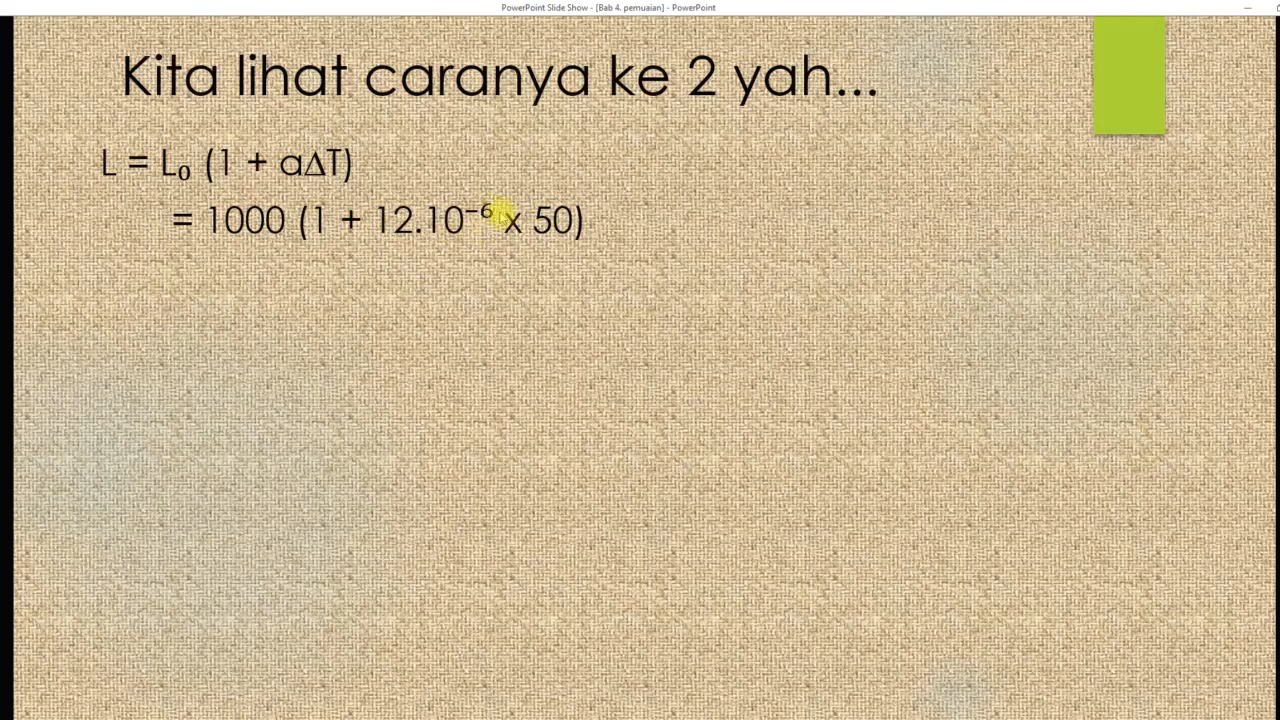 PowerPoint Slide Show - [Bab 4. pemuaian] - PowerPoint
Kita lihat caranya ke 2 yah...
L = L₀ (1 + a∆T)
= 1000 (1 + 12.10⁻⁶ x 50)